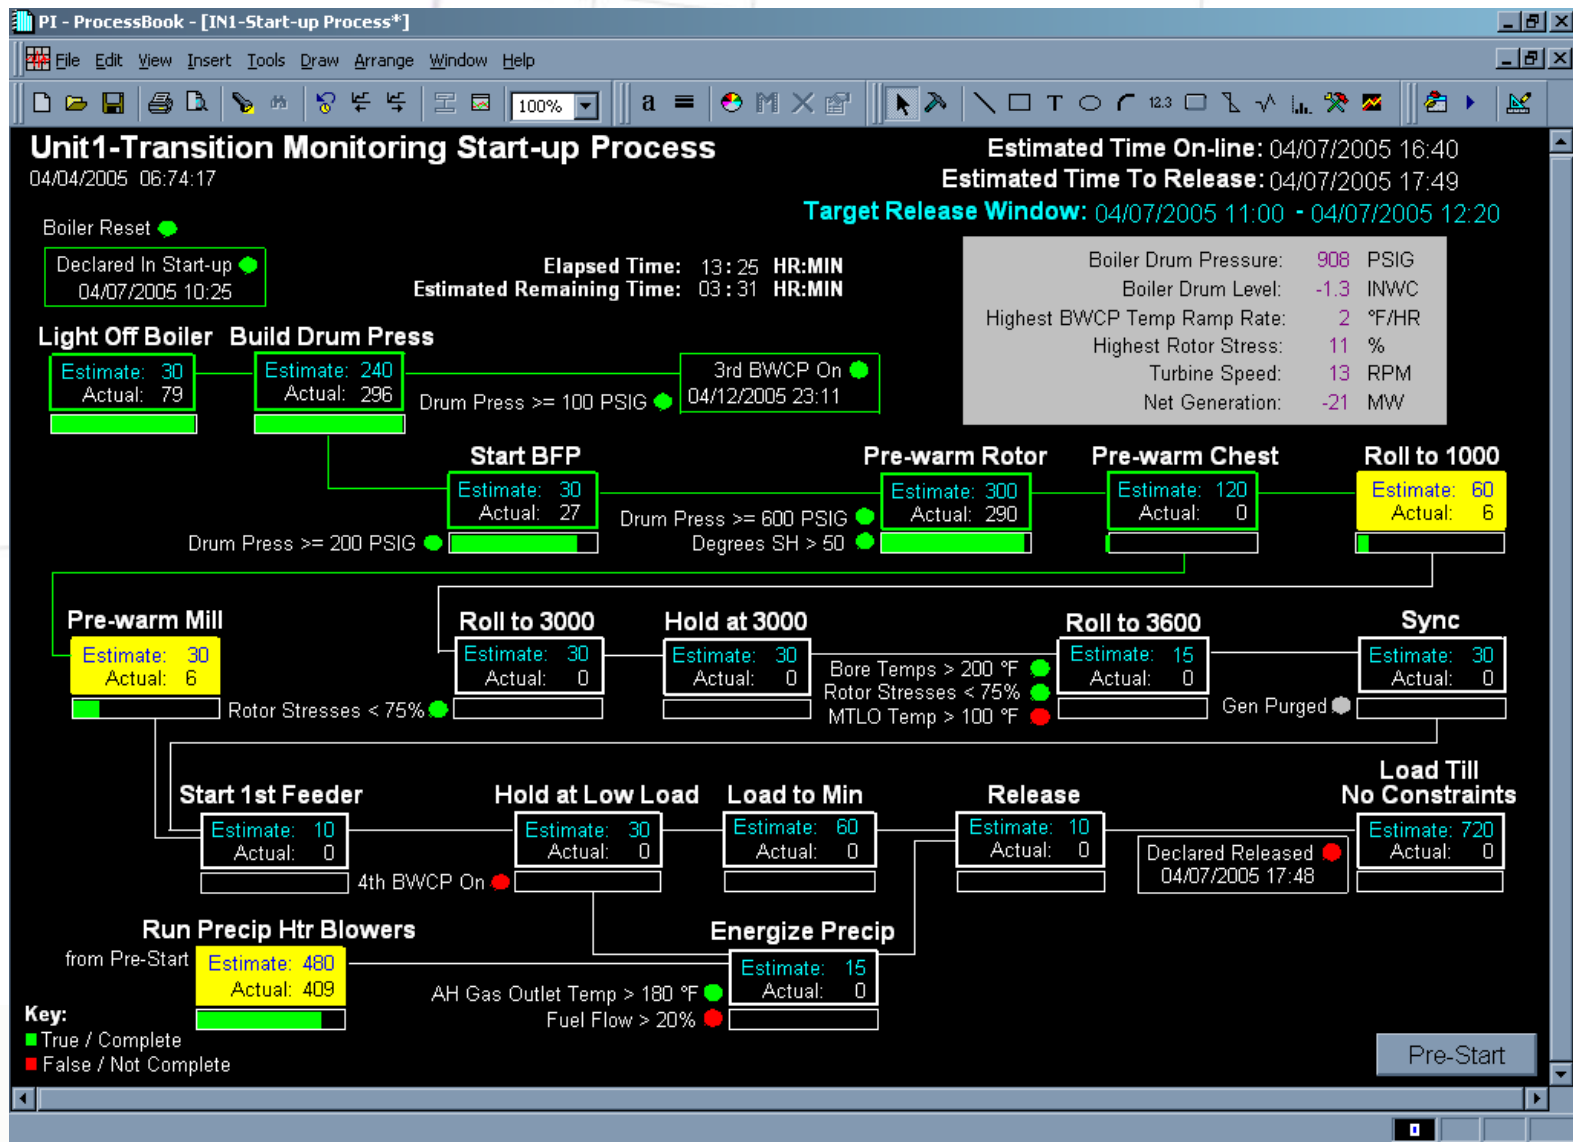 PI - ProcessBook - [IN1-Start-up Process*]
File Edit View Insert Tools Draw Arrange Window Help
100%
a
T
12.3
Unit1-Transition Monitoring Start-up Process
04/04/2005 06:74:17
Estimated Time On-line: 04/07/2005 16:40
Estimated Time To Release: 04/07/2005 17:49
Target Release Window: 04/07/2005 11:00 - 04/07/2005 12:20
Boiler Reset
Declared In Start-up
04/07/2005 10:25
Elapsed Time: 13:25 HR:MIN
Estimated Remaining Time: 03:31 HR:MIN
Boiler Drum Pressure: 908 PSIG
Boiler Drum Level: -1.3 INWC
Highest BWCP Temp Ramp Rate: 2 °F/HR
Highest Rotor Stress: 11 %
Turbine Speed: 13 RPM
Net Generation: -21 MW
Light Off Boiler
Estimate: 30
Actual: 79
Build Drum Press
Estimate: 240
Actual: 296
Drum Press >= 100 PSIG
3rd BWCP On
04/12/2005 23:11
Start BFP
Estimate: 30
Actual: 27
Drum Press >= 200 PSIG
Pre-warm Rotor
Estimate: 300
Actual: 290
Drum Press >= 600 PSIG
Degrees SH > 50
Pre-warm Chest
Estimate: 120
Actual: 0
Roll to 1000
Estimate: 60
Actual: 6
Pre-warm Mill
Estimate: 30
Actual: 6
Rotor Stresses < 75%
Roll to 3000
Estimate: 30
Actual: 0
Hold at 3000
Estimate: 30
Actual: 0
Bore Temps > 200 °F
Rotor Stresses < 75%
MTLO Temp > 100 °F
Roll to 3600
Estimate: 15
Actual: 0
Gen Purged
Sync
Estimate: 30
Actual: 0
Start 1st Feeder
Estimate: 10
Actual: 0
4th BWCP On
Hold at Low Load
Estimate: 30
Actual: 0
Load to Min
Estimate: 60
Actual: 0
Release
Estimate: 10
Actual: 0
Declared Released
04/07/2005 17:48
Load Till
No Constraints
Estimate: 720
Actual: 0
Run Precip Htr Blowers
from Pre-Start
Estimate: 480
Actual: 409
Energize Precip
Estimate: 15
Actual: 0
AH Gas Outlet Temp > 180 °F
Fuel Flow > 20%
Key:
True / Complete
False / Not Complete
Pre-Start